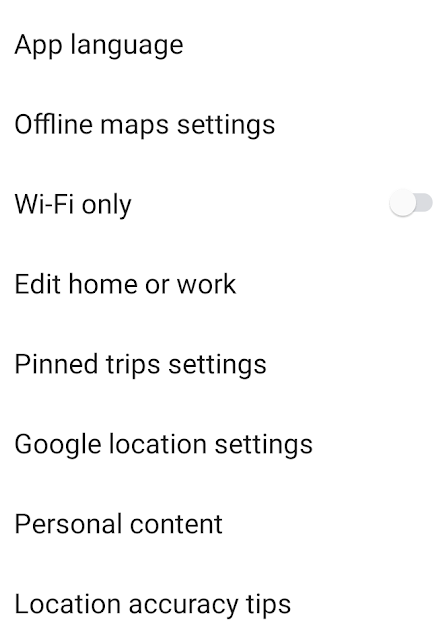 App language
Offline maps settings
Wi-Fi only
Edit home or work
Pinned trips settings
Google location settings
Personal content
Location accuracy tips